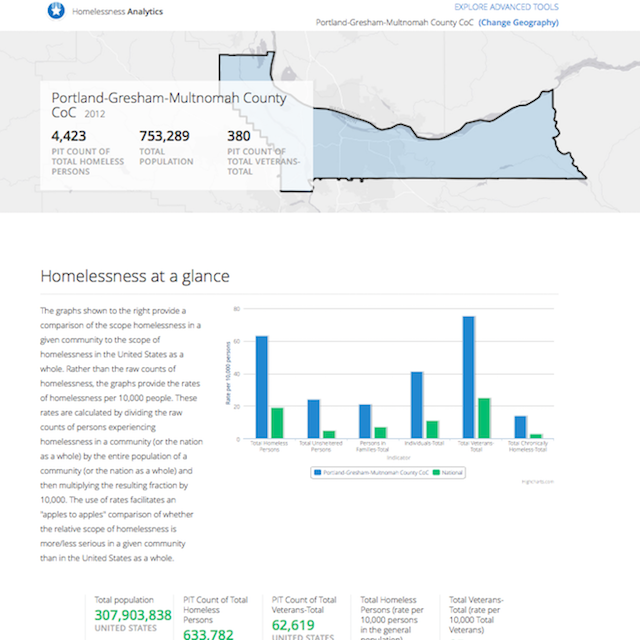 Homelessness Analytics
EXPLORE ADVANCED TOOLS
Portland-Gresham-Multnomah County CoC (Change Geography)
Portland-Gresham-Multnomah County
CoC 2012
4,423 753,289 380
PIT COUNT OF TOTAL HOMELESS PERSONS
TOTAL POPULATION
PIT COUNT OF TOTAL VETERANS-TOTAL
Homelessness at a glance
The graphs shown to the right provide a
comparison of the scope homelessness in a
given community to the scope of
homelessness in the United States as a
whole. Rather than the raw counts of
homelessness, the graphs provide the rates
of homelessness per 10,000 people. These
rates are calculated by dividing the raw
counts of persons experiencing
homelessness in a community (or the nation
as a whole) by the entire population of a
community (or the nation as a whole) and
then multiplying the resulting fraction by
10,000. The use of rates facilitates an
"apples to apples" comparison of whether
the relative scope of homelessness is
more/less serious in a given community
than in the United States as a whole.
Rate per 10,000 persons
80
60
40
20
0
Total Homeless Persons
Total Unsheltered Persons
Persons in Families-Total
Individuals-Total
Total Veterans-Total
Total Chronically Homeless-Total
Indicator
Portland-Gresham-Multnomah County CoC National
Highcharts.com
Total population
307,903,838
UNITED STATES
PIT Count of Total
Homeless
Persons
633,782
PIT Count of Total
Veterans-Total
62,619
UNITED STATES
Total Homeless
Persons (rate per
10,000 persons
in the general
Total Veterans-
Total (rate per
10,000 Total
Veterans)